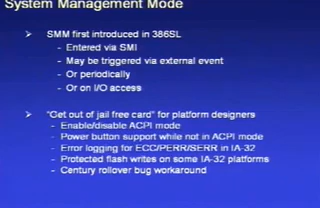 System Management Mode
SMM first introduced in 386SL
- Entered via SMI
- May be triggered via external event
- Or periodically
- Or on I/O access
"Get out of jail free card" for platform designers
- Enable/disable ACPI mode
- Power button support while not in ACPI mode
- Error logging for ECC/PERR/SERR in IA-32
- Protected flash writes on some IA-32 platforms
- Century rollover bug workaround